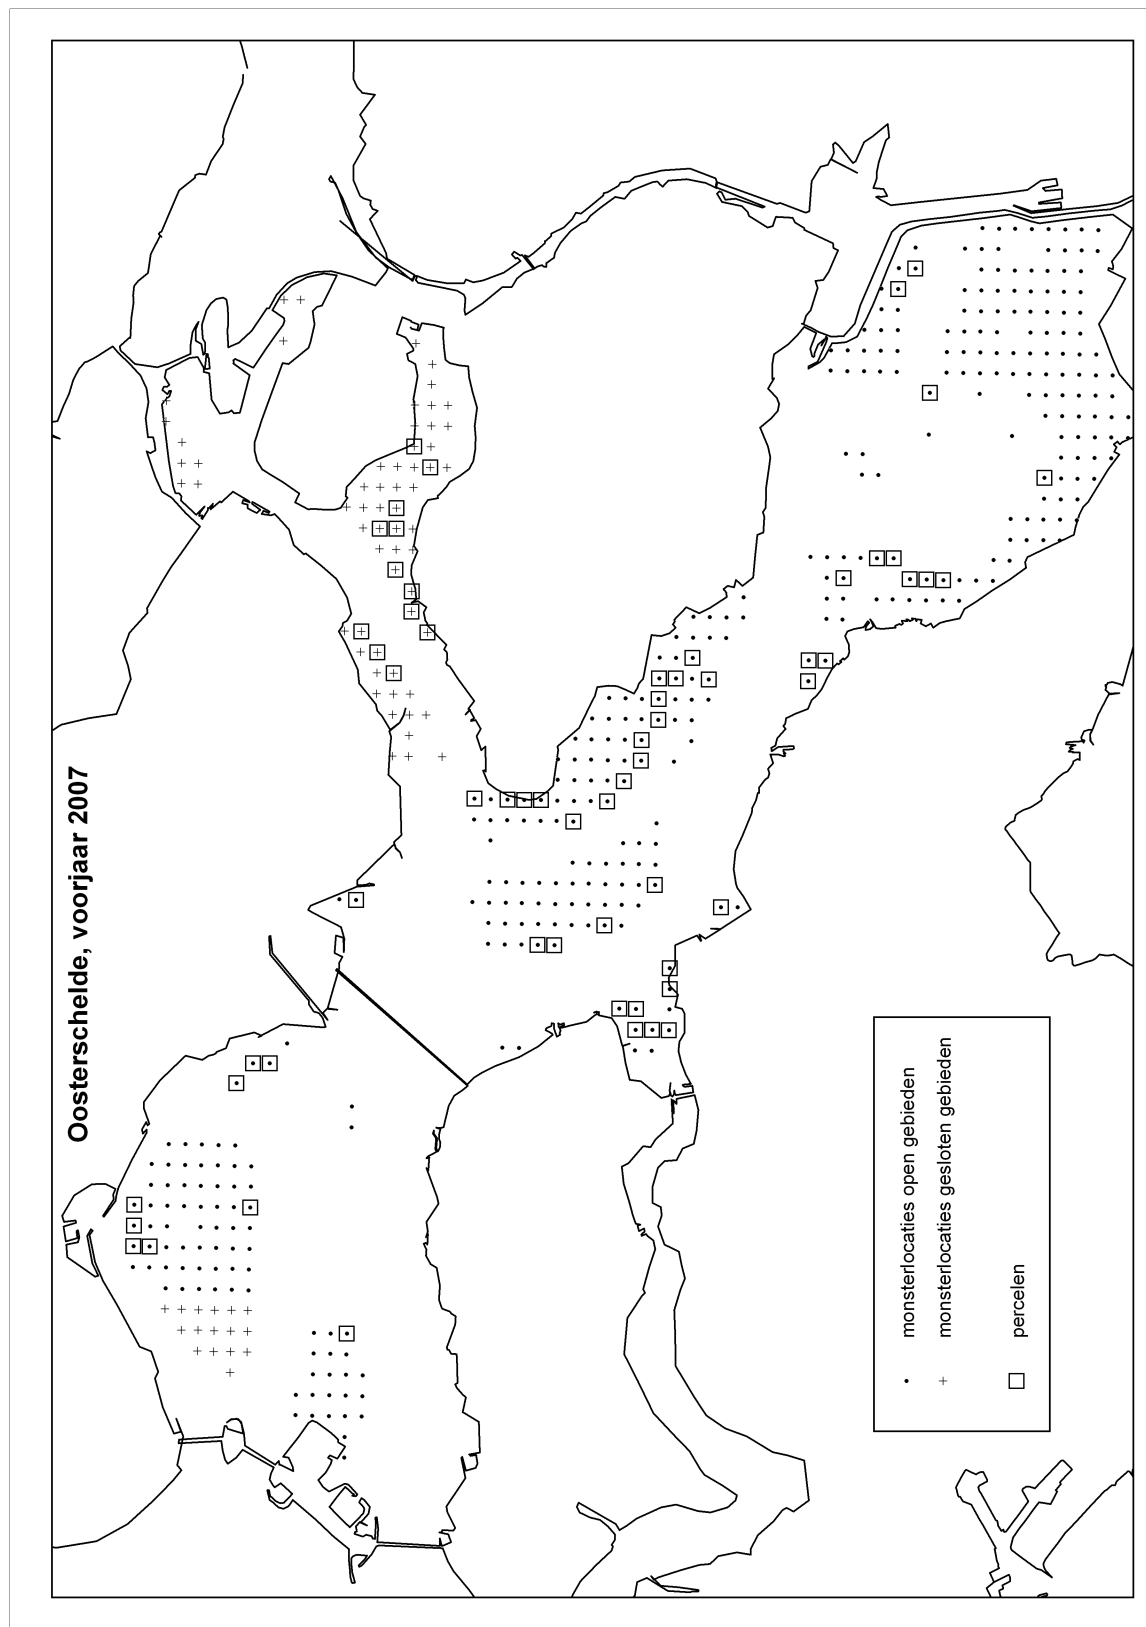 Oosterschelde, voorjaar 2007
monsterlocaties open gebieden
monsterlocaties gesloten gebieden
percelen